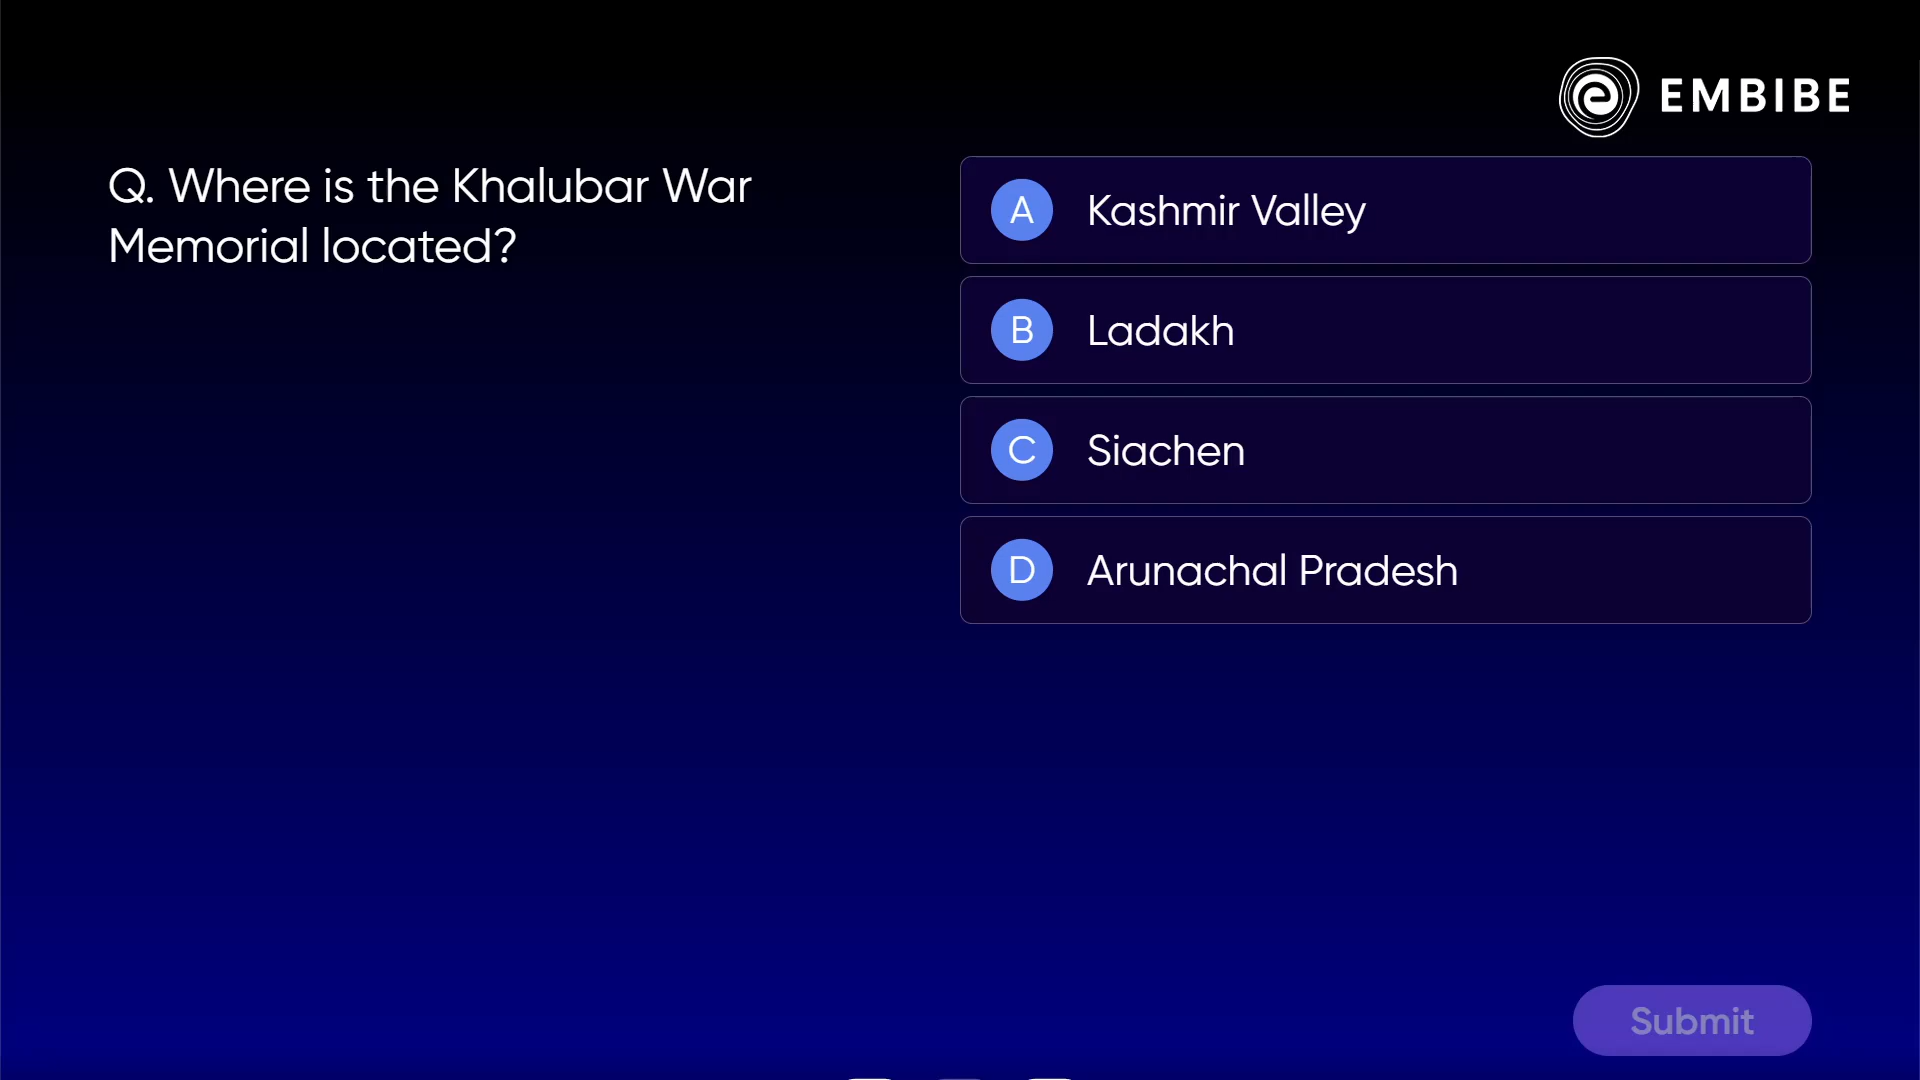 EMBIBE
Q. Where is the Khalubar War
Memorial located?
A Kashmir Valley
B Ladakh
C Siachen
D Arunachal Pradesh
Submit